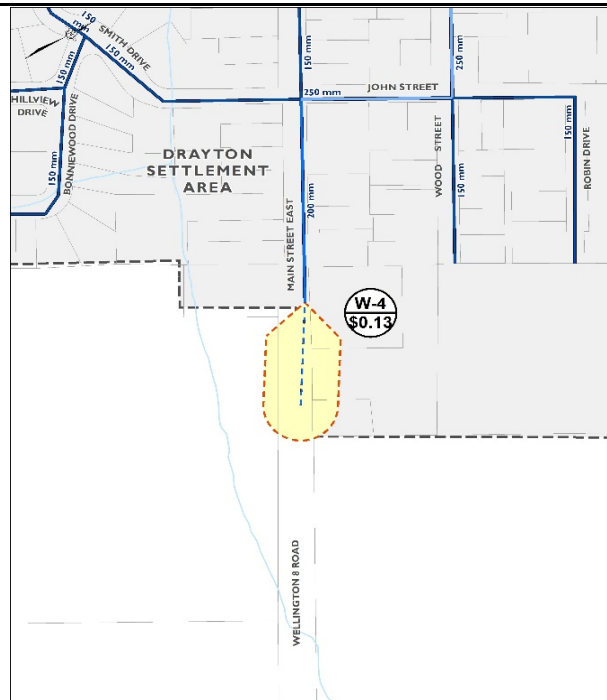 150
mm
SMITH DRIVE
150 mm
150 mm
250 mm
150 mm
250 mm
JOHN STREET
HILLVIEW
DRIVE
BONNIEWOOD DRIVE
150 mm
DRAYTON
SETTLEMENT
AREA
MAIN STREET EAST
200 mm
WOOD STREET
150 mm
150 mm
ROBIN DRIVE
W-4
$0.13
WELLINGTON 8 ROAD